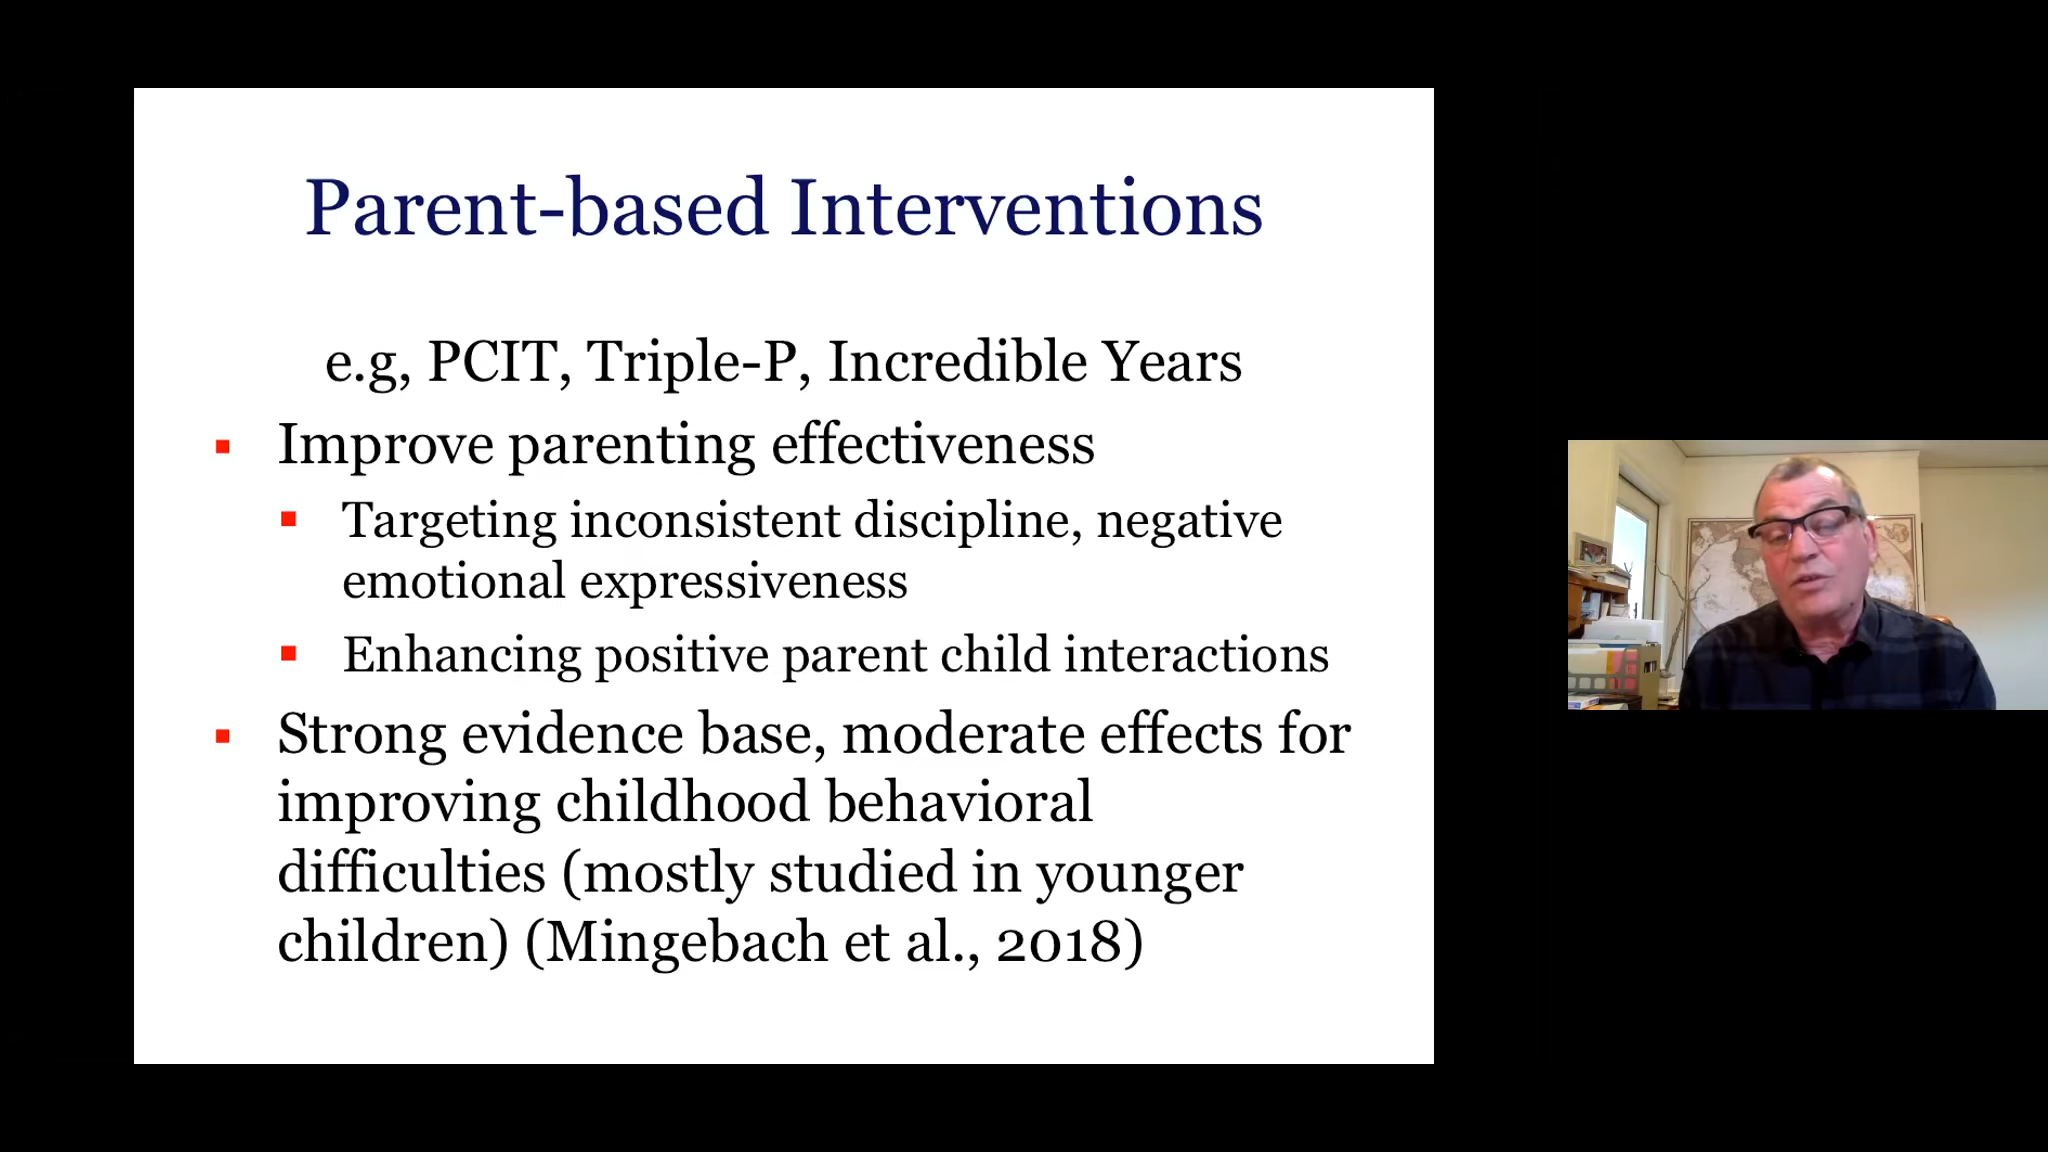 Parent-based Interventions
e.g, PCIT, Triple-P, Incredible Years
Improve parenting effectiveness
Targeting inconsistent discipline, negative
emotional expressiveness
Enhancing positive parent child interactions
Strong evidence base, moderate effects for
improving childhood behavioral
difficulties (mostly studied in younger
children) (Mingebach et al., 2018)